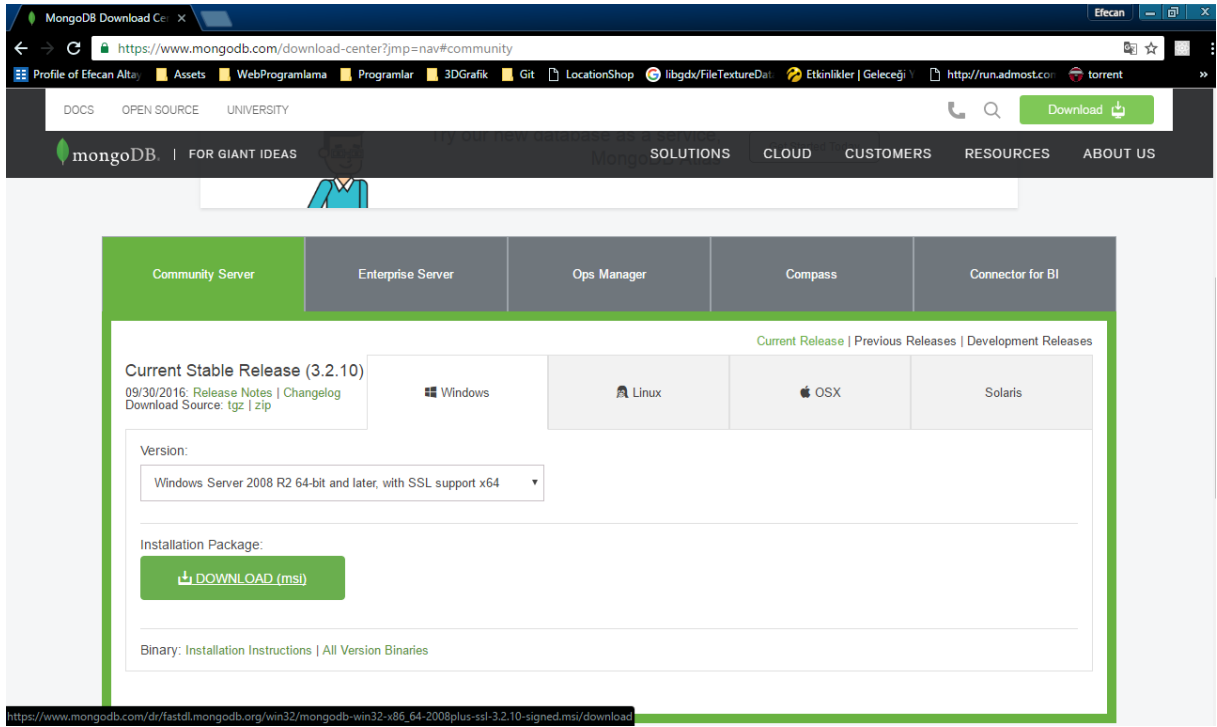 MongoDB Download Cen
Efecan
https://www.mongodb.com/download-center?jmp=nav#community
Profile of Efecan Altay Assets WebProgramlama Programlar 3DGrafik Git LocationShop libgdx/FileTextureData Etkinlikler | Geleceği Y http://run.admost.com torrent »
DOCS OPEN SOURCE UNIVERSITY Download
Try our new database as a service,
mongoDB. FOR GIANT IDEAS SOLUTIONS CLOUD CUSTOMERS RESOURCES ABOUT US
Community Server Enterprise Server Ops Manager Compass Connector for BI
Current Release | Previous Releases | Development Releases
Current Stable Release (3.2.10)
09/30/2016: Release Notes | Changelog
Download Source: tgz | zip
Windows Linux OSX Solaris
Version:
Windows Server 2008 R2 64-bit and later, with SSL support x64
Installation Package:
DOWNLOAD (msi)
Binary: Installation Instructions | All Version Binaries
https://www.mongodb.com/dr/fastdl.mongodb.org/win32/mongodb-win32-x86_64-2008plus-ssl-3.2.10-signed.msi/download